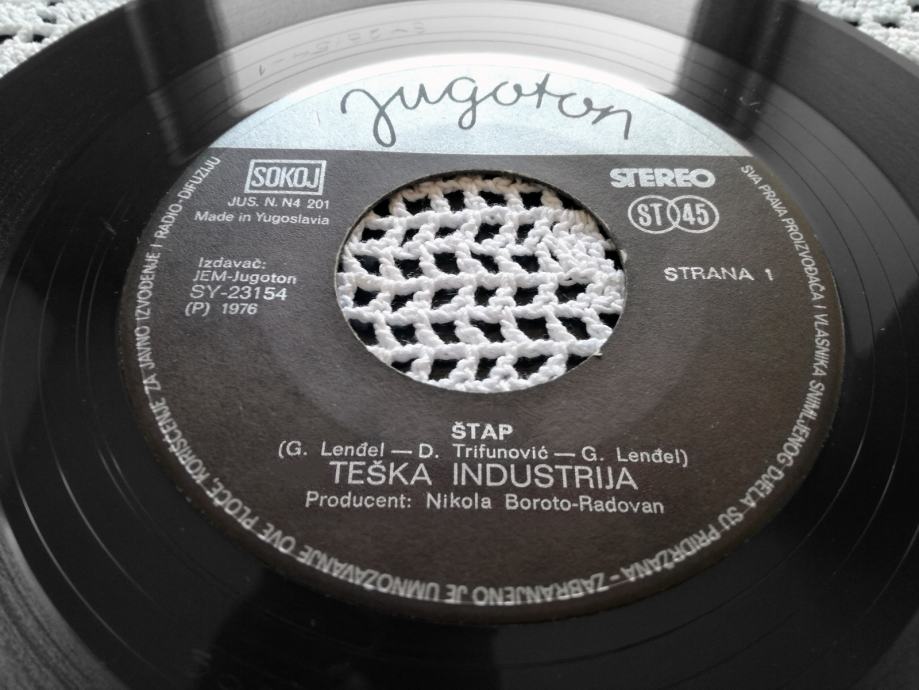 Jugoton
SOKOJ
JUS. N. N4 201
Made in Yugoslavia
Izdavač:
JEM-Jugoton
SY-23154
(P) 1976
STEREO
ST 45
STRANA 1
ŠTAP
(G. Lenđel — D. Trifunović — G. Lenđel)
TEŠKA INDUSTRIJA
Producent: Nikola Boroto-Radovan
SVA PRAVA PROIZVOĐAČA I VLASNIKA SNIMLJENOG DJELA SU PRIDRŽANA - ZABRANJENO JE UMNOŽAVANJE OVE PLOČE, KORIŠĆENJE ZA JAVNO IZVOĐENJE I RADIO-DIFUZIJU